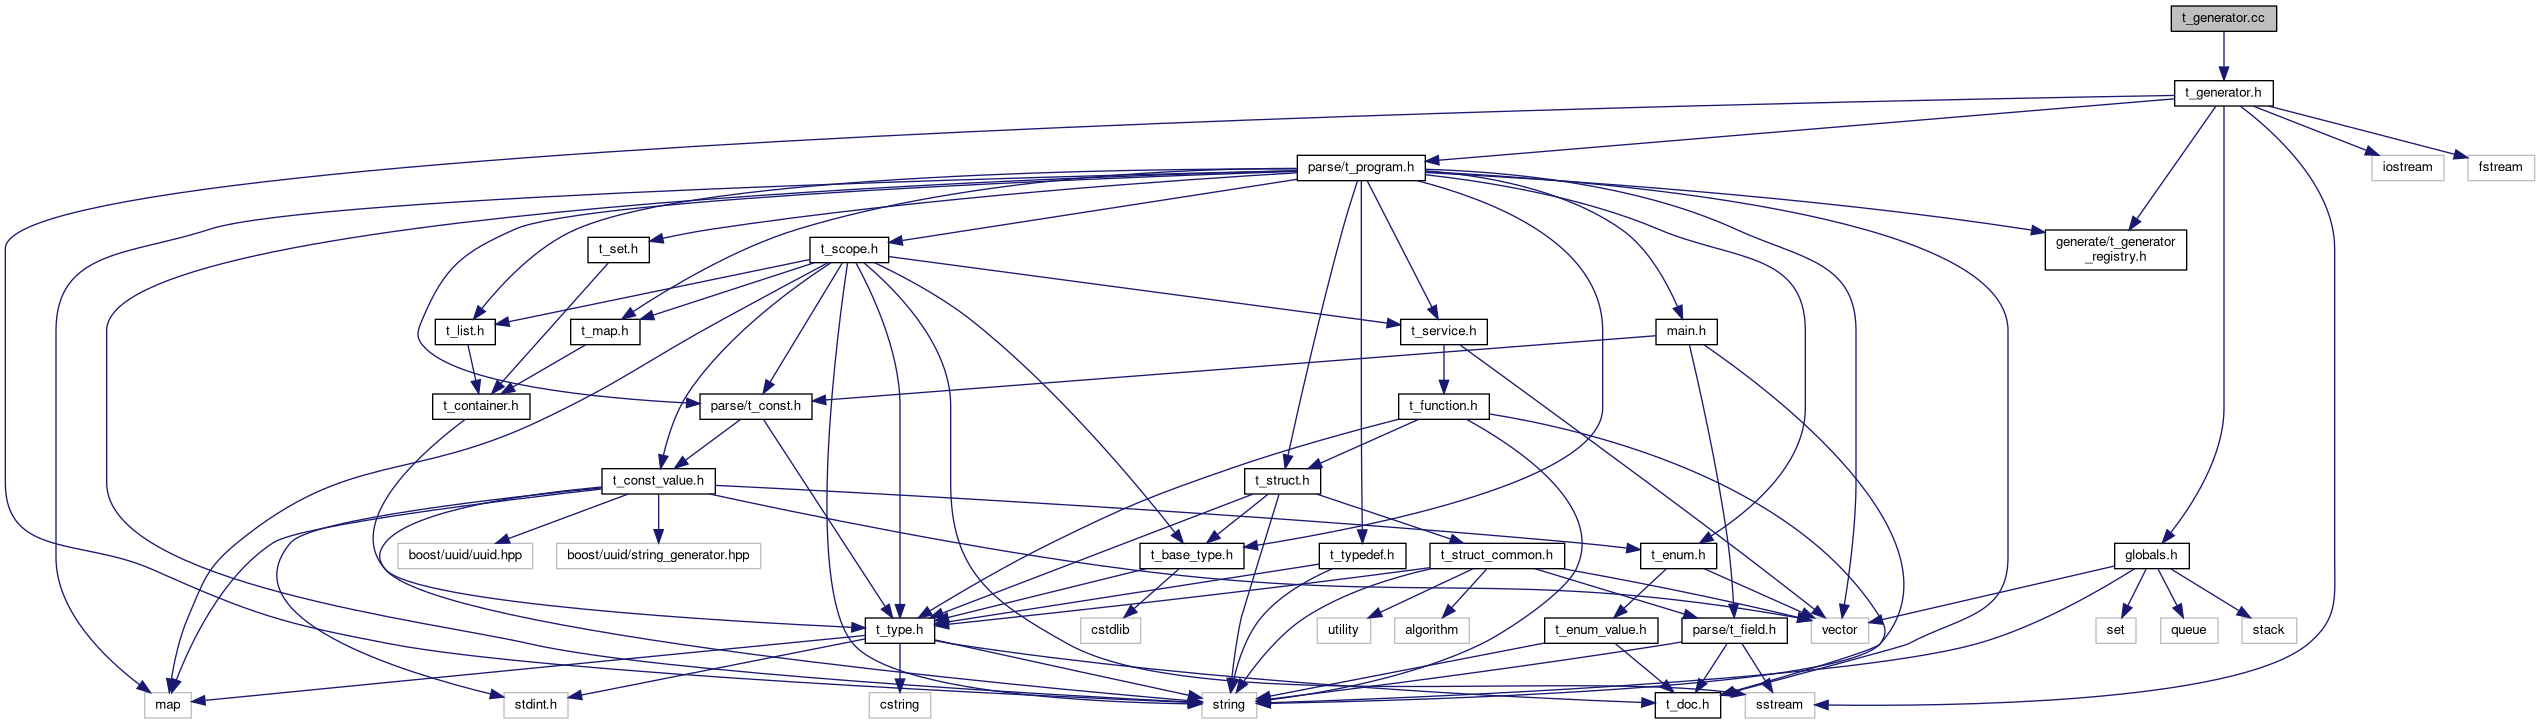 t_generator.cc
t_generator.h
parse/t_program.h
iostream
fstream
t_set.h
t_scope.h
generate/t_generator
_registry.h
t_list.h
t_map.h
t_service.h
main.h
t_container.h
parse/t_const.h
t_function.h
t_const_value.h
t_struct.h
boost/uuid/uuid.hpp
boost/uuid/string_generator.hpp
t_base_type.h
t_typedef.h
t_struct_common.h
t_enum.h
globals.h
t_type.h
cstdlib
utility
algorithm
t_enum_value.h
parse/t_field.h
vector
set
queue
stack
map
stdint.h
cstring
string
t_doc.h
sstream